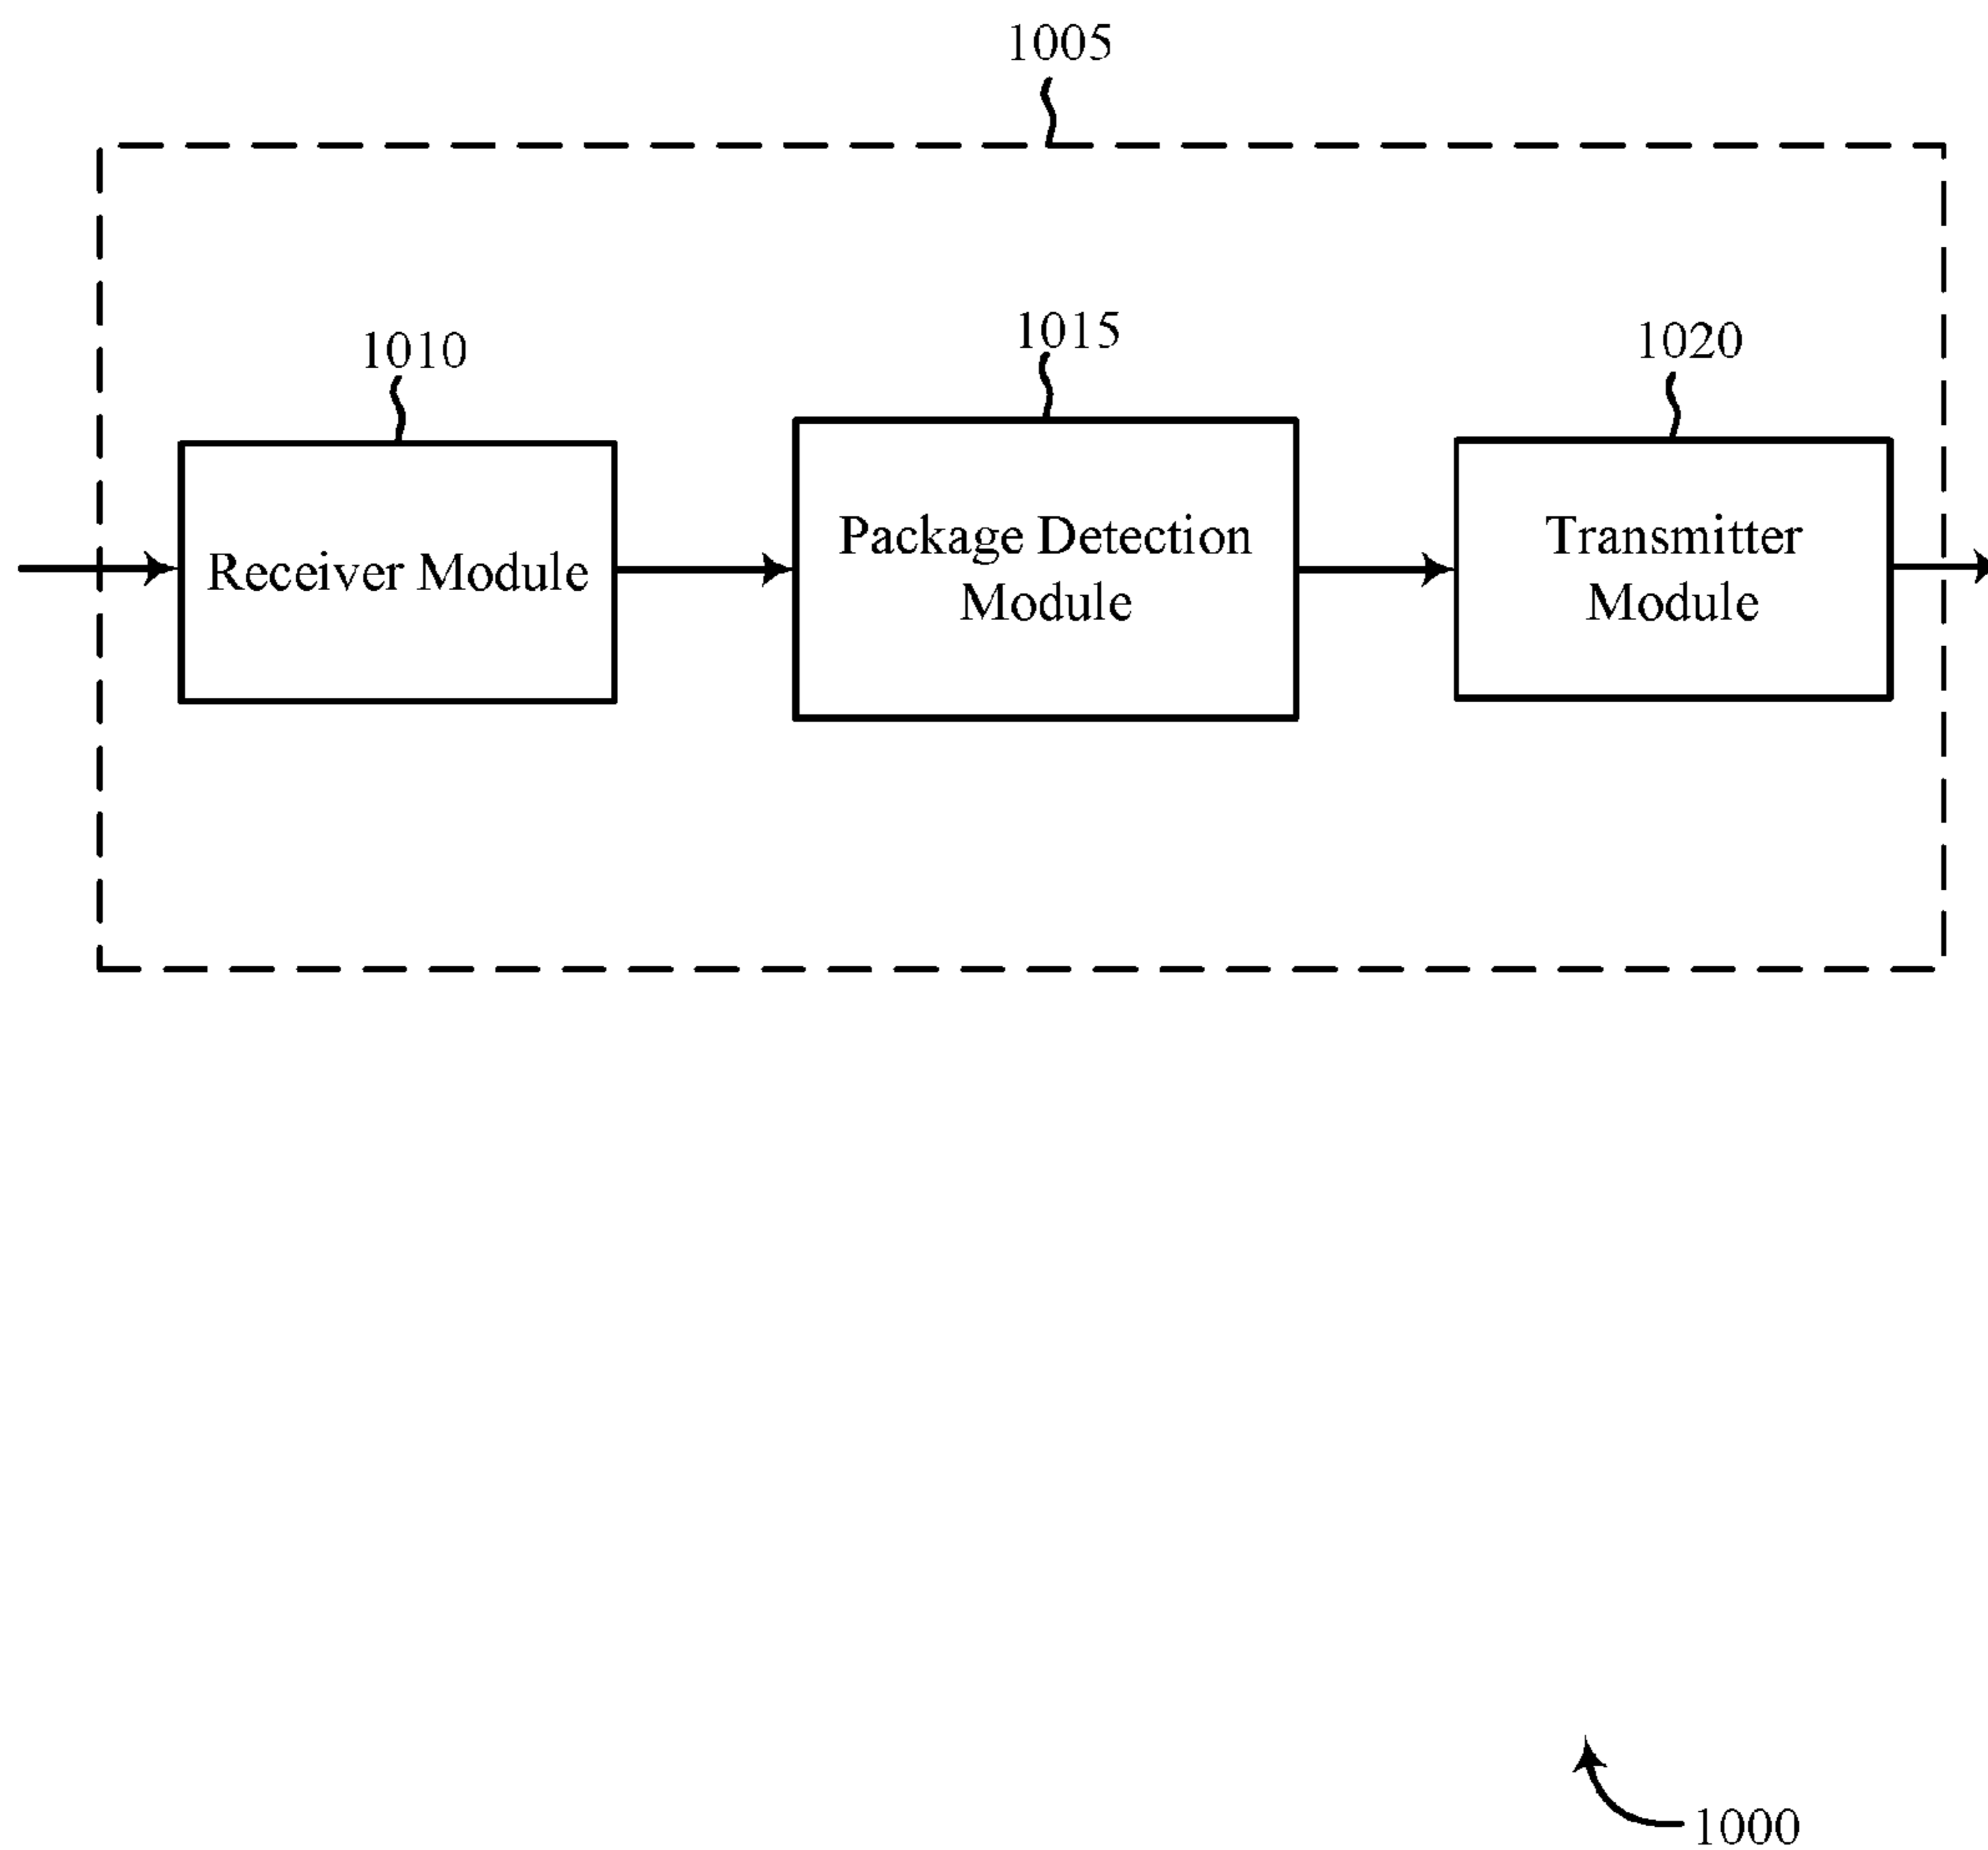 1005
1010
1015
1020
Receiver Module
Package Detection
Module
Transmitter
Module
1000